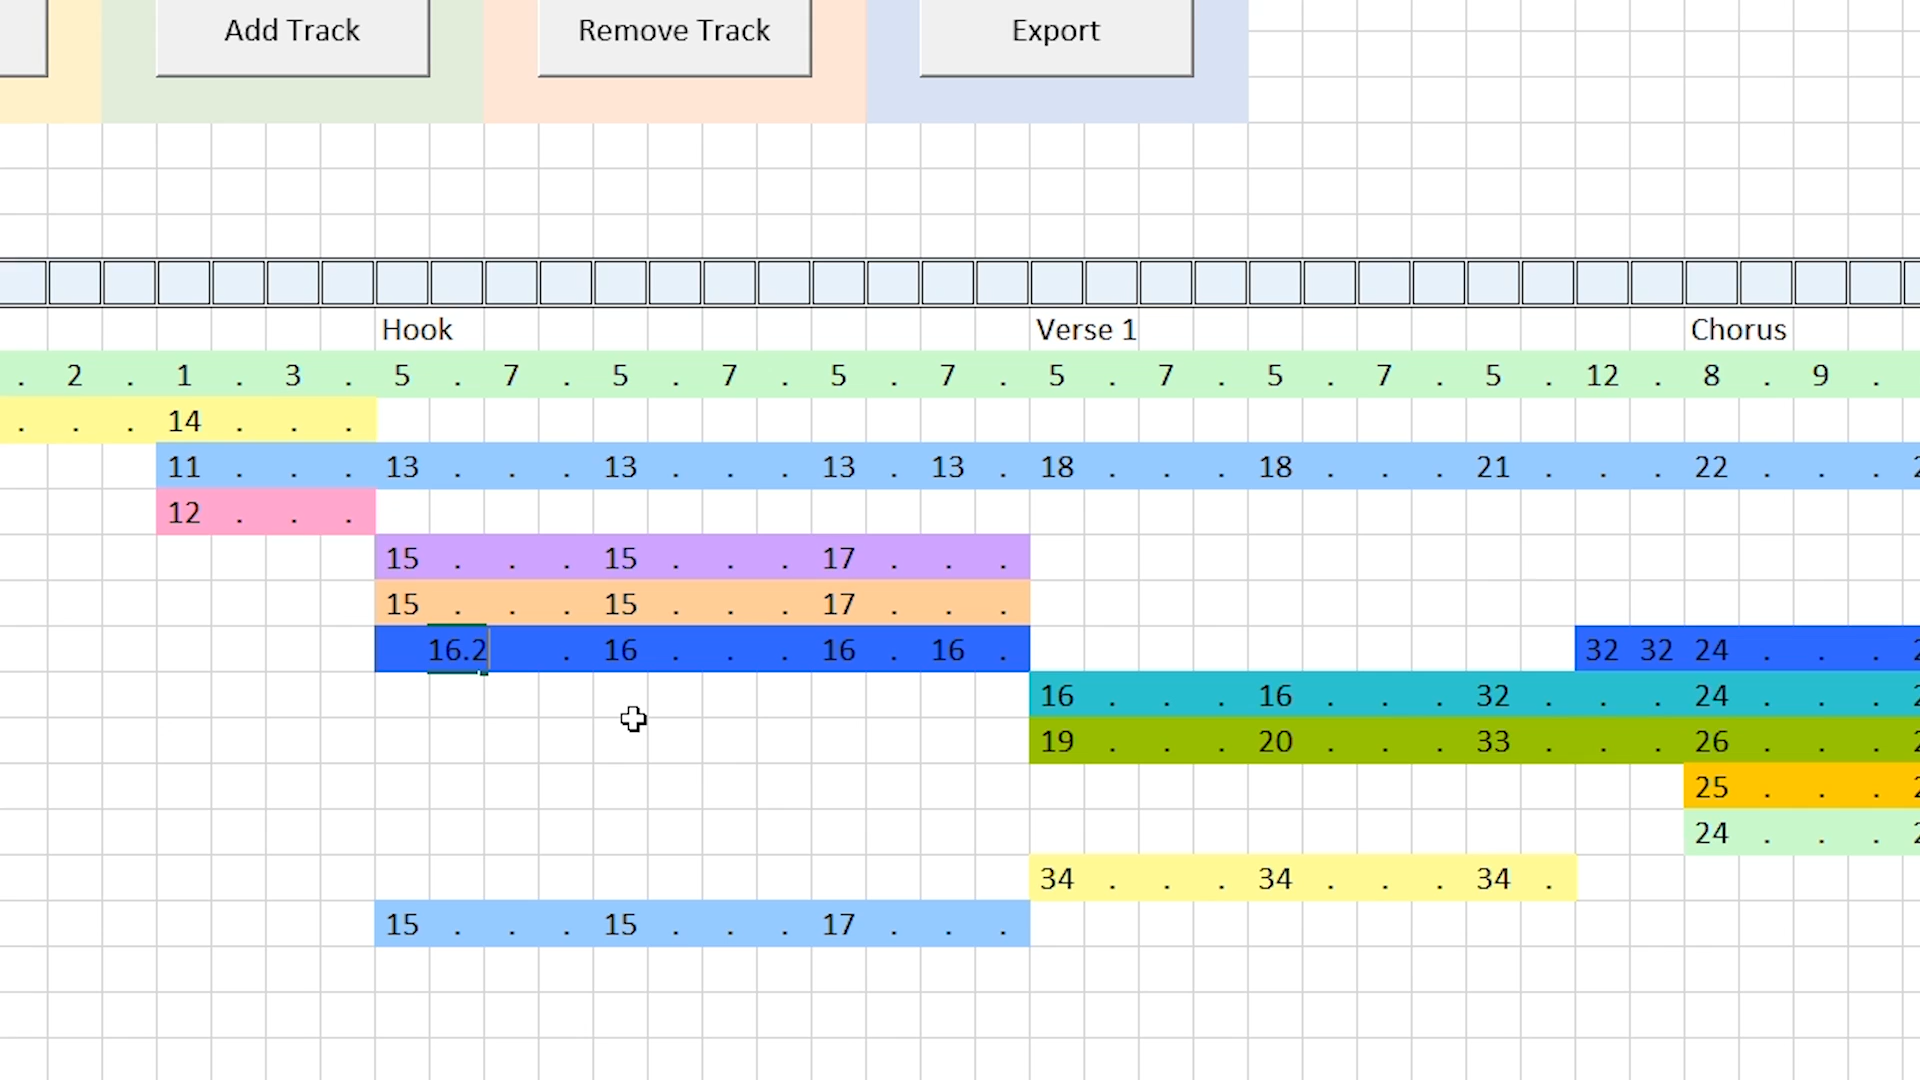 Add Track Remove Track Export
Hook Verse 1 Chorus
. 2 . 1 . 3 . 5 . 7 . 5 . 7 . 5 . 7 . 5 . 7 . 5 . 7 . 5 . 12 . 8 . 9 .
. . . 14 . . .
11 . . . 13 . . . 13 . . . 13 . 13 . 18 . . . 18 . . . 21 . . . 22 . . .
12 . . .
15 . . . 15 . . . 17 . . .
15 . . . 15 . . . 17 . . .
16.2 . 16 . . . 16 . 16 . 32 32 24 . . .
16 . . . 16 . . . 32 . . . 24 . . .
19 . . . 20 . . . 33 . . . 26 . . .
25 . . .
24 . . .
34 . . . 34 . . . 34 .
15 . . . 15 . . . 17 . . .